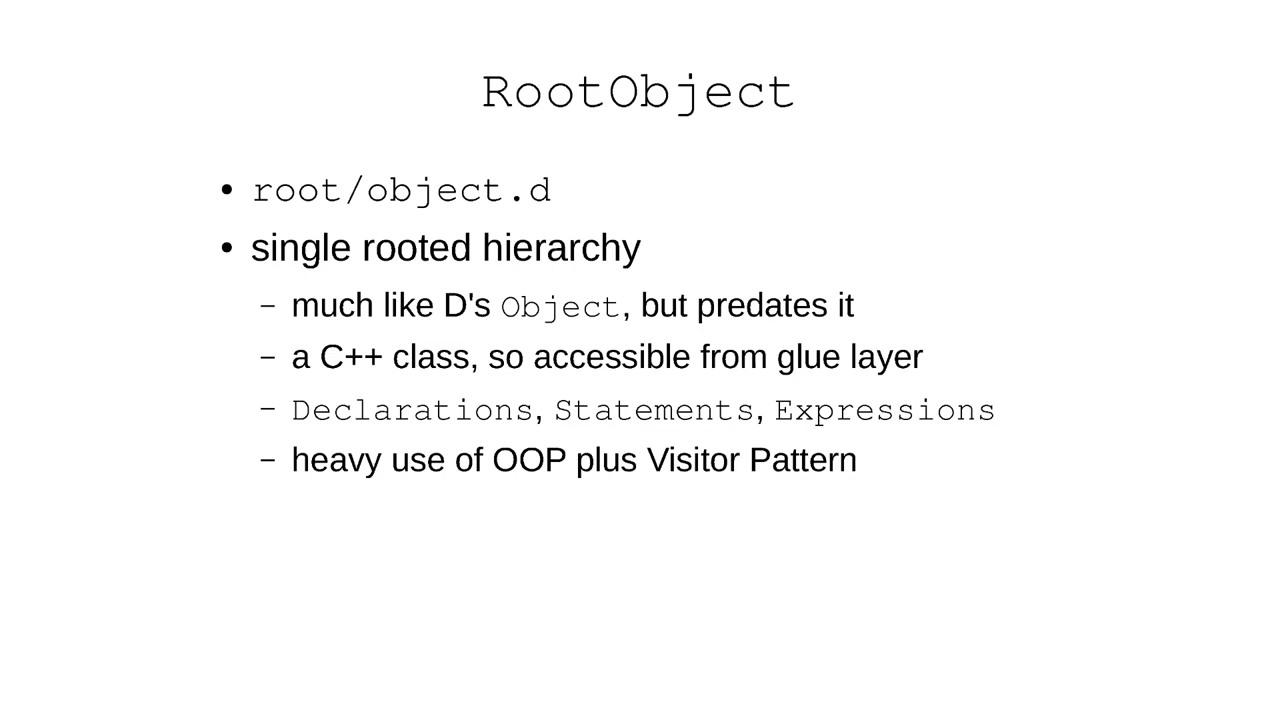 RootObject
• root/object.d
• single rooted hierarchy
– much like D's Object, but predates it
– a C++ class, so accessible from glue layer
– Declarations, Statements, Expressions
– heavy use of OOP plus Visitor Pattern